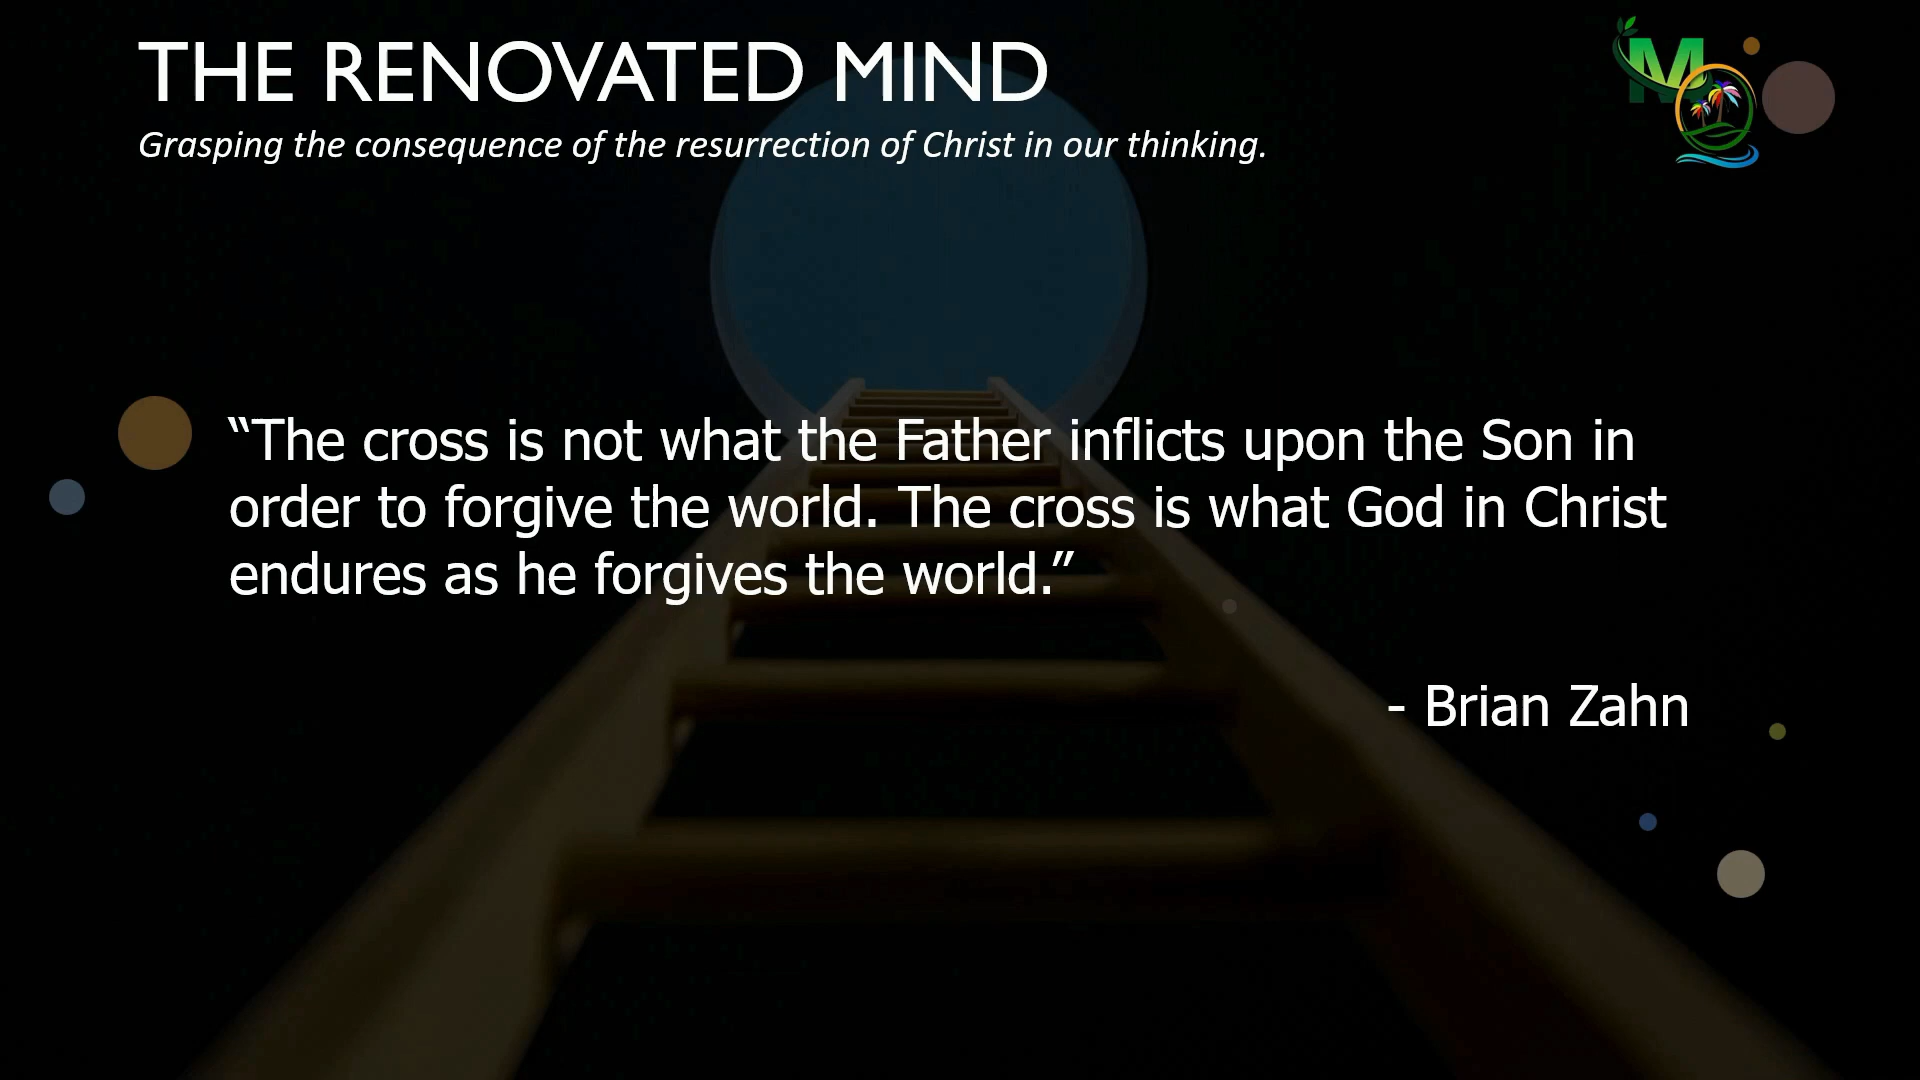 THE RENOVATED MIND
Grasping the consequence of the resurrection of Christ in our thinking.
M
“The cross is not what the Father inflicts upon the Son in
order to forgive the world. The cross is what God in Christ
endures as he forgives the world.”
- Brian Zahn